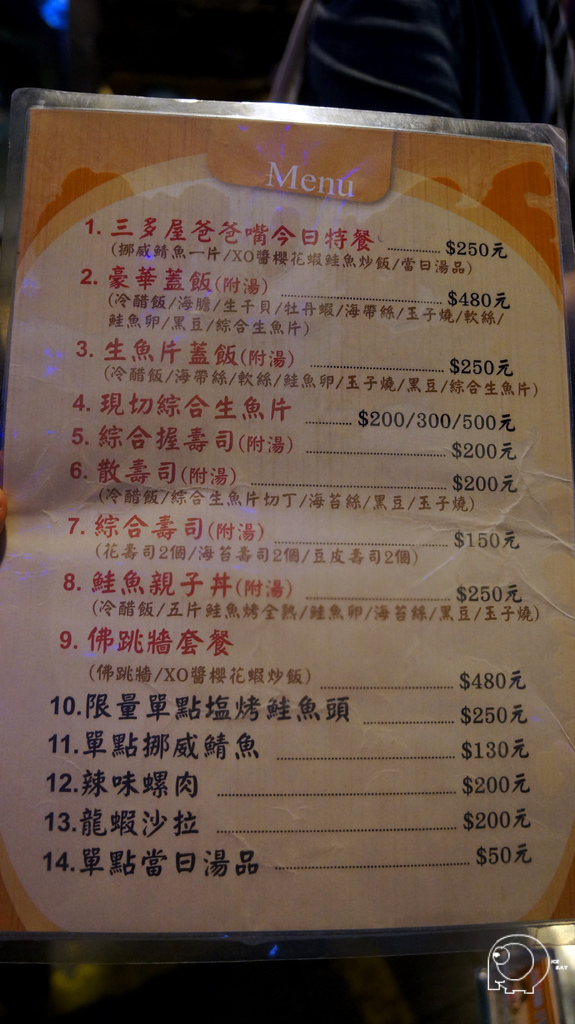 Menu
1. 三多屋爸爸嘴今日特餐 $250元
(挪威鯖魚一片/XO醬櫻花蝦鮭魚炒飯/當日湯品)
2. 豪華蓋飯(附湯) $480元
(冷醋飯/海膽/生干貝/牡丹蝦/海帶絲/玉子燒/軟絲/
鮭魚卵/黑豆/綜合生魚片)
3. 生魚片蓋飯(附湯) $250元
(冷醋飯/海帶絲/軟絲/鮭魚卵/玉子燒/黑豆/綜合生魚片)
4. 現切綜合生魚片 $200/300/500元
5. 綜合握壽司(附湯) $200元
6. 散壽司(附湯) $200元
(冷醋飯/綜合生魚片切丁/海苔絲/黑豆/玉子燒)
7. 綜合壽司(附湯) $150元
(花壽司2個/海苔壽司2個/豆皮壽司2個)
8. 鮭魚親子丼(附湯) $250元
(冷醋飯/五片鮭魚烤全熟/鮭魚卵/海苔絲/黑豆/玉子燒)
9. 佛跳牆套餐
(佛跳牆/XO醬櫻花蝦炒飯) $480元
10.限量單點塩烤鮭魚頭 $250元
11.單點挪威鯖魚 $130元
12.辣味螺肉 $200元
13.龍蝦沙拉 $200元
14.單點當日湯品 $50元
ICE
EAT